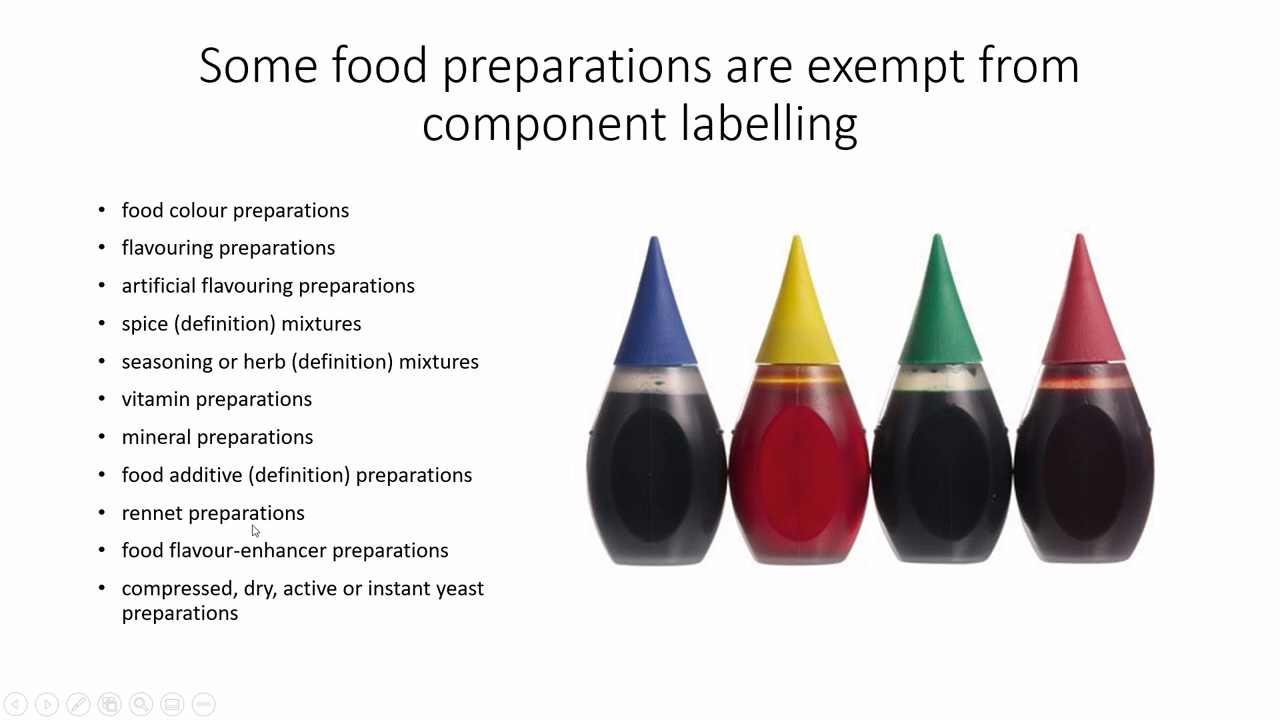 Some food preparations are exempt from
component labelling
• food colour preparations
• flavouring preparations
• artificial flavouring preparations
• spice (definition) mixtures
• seasoning or herb (definition) mixtures
• vitamin preparations
• mineral preparations
• food additive (definition) preparations
• rennet preparations
• food flavour-enhancer preparations
• compressed, dry, active or instant yeast
preparations